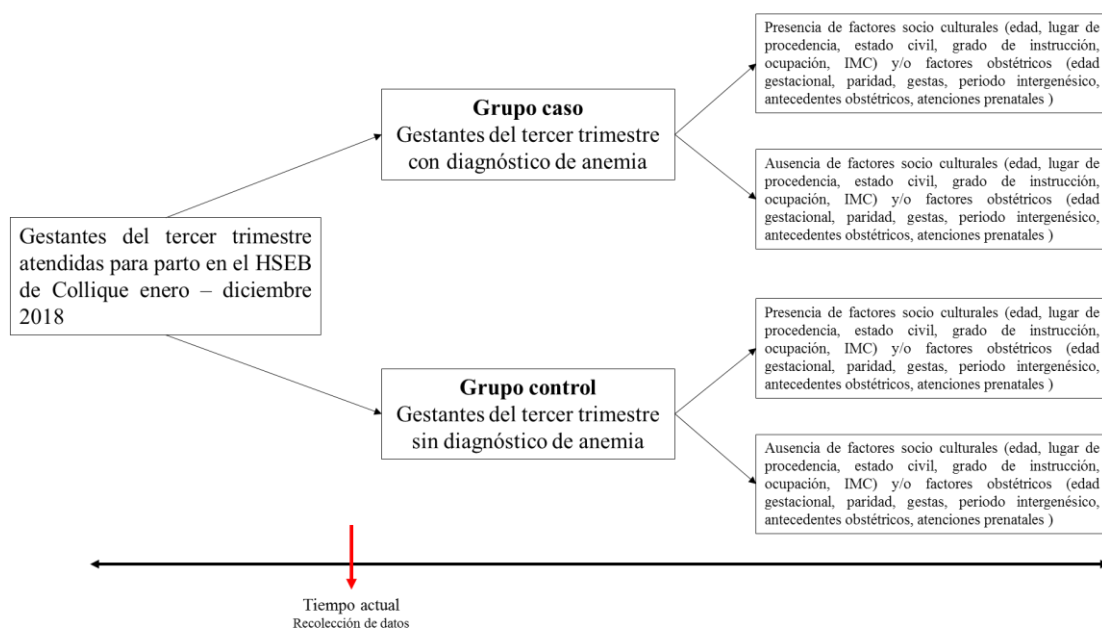 Gestantes del tercer trimestre
atendidas para parto en el HSEB
de Collique enero – diciembre
2018
Grupo caso
Gestantes del tercer trimestre
con diagnóstico de anemia
Presencia de factores socio culturales (edad, lugar de
procedencia, estado civil, grado de instrucción,
ocupación, IMC) y/o factores obstétricos (edad
gestacional, paridad, gestas, periodo intergenésico,
antecedentes obstétricos, atenciones prenatales )
Ausencia de factores socio culturales (edad, lugar de
procedencia, estado civil, grado de instrucción,
ocupación, IMC) y/o factores obstétricos (edad
gestacional, paridad, gestas, periodo intergenésico,
antecedentes obstétricos, atenciones prenatales )
Grupo control
Gestantes del tercer trimestre
sin diagnóstico de anemia
Presencia de factores socio culturales (edad, lugar de
procedencia, estado civil, grado de instrucción,
ocupación, IMC) y/o factores obstétricos (edad
gestacional, paridad, gestas, periodo intergenésico,
antecedentes obstétricos, atenciones prenatales )
Ausencia de factores socio culturales (edad, lugar de
procedencia, estado civil, grado de instrucción,
ocupación, IMC) y/o factores obstétricos (edad
gestacional, paridad, gestas, periodo intergenésico,
antecedentes obstétricos, atenciones prenatales )
Tiempo actual
Recolección de datos